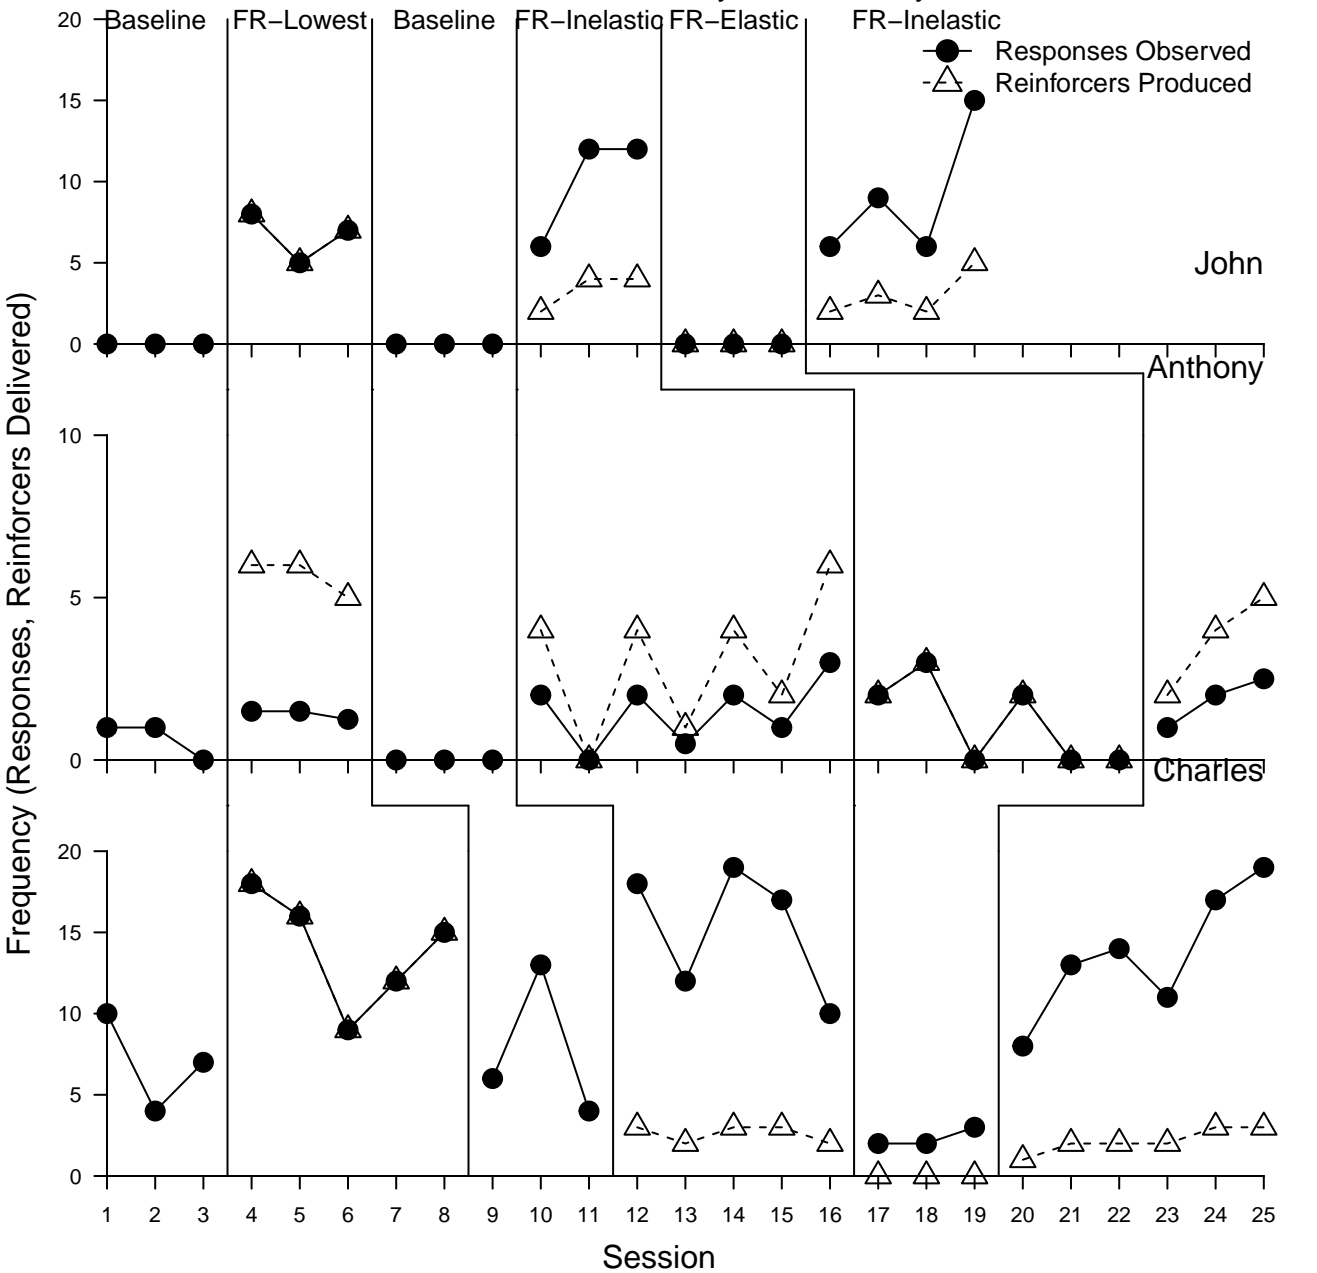 Baseline FR−Lowest Baseline FR−Inelastic FR−Elastic FR−Inelastic
Responses Observed
Reinforcers Produced
20
15
10
5
0
John
Anthony
10
5
0
Charles
20
15
10
5
0
Frequency (Responses, Reinforcers Delivered)
1 2 3 4 5 6 7 8 9 10 11 12 13 14 15 16 17 18 19 20 21 22 23 24 25
Session